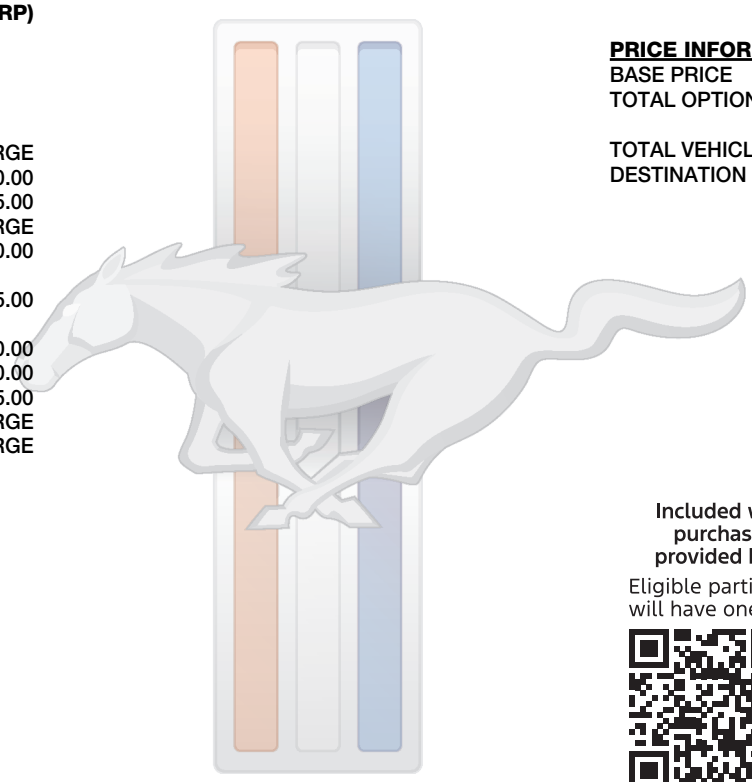 RP)
RGE
0.00
5.00
RGE
0.00
5.00
0.00
0.00
5.00
RGE
RGE
PRICE INFOR
BASE PRICE
TOTAL OPTION
TOTAL VEHICL
DESTINATION
Included
purchas
provided
Eligible parti
will have one